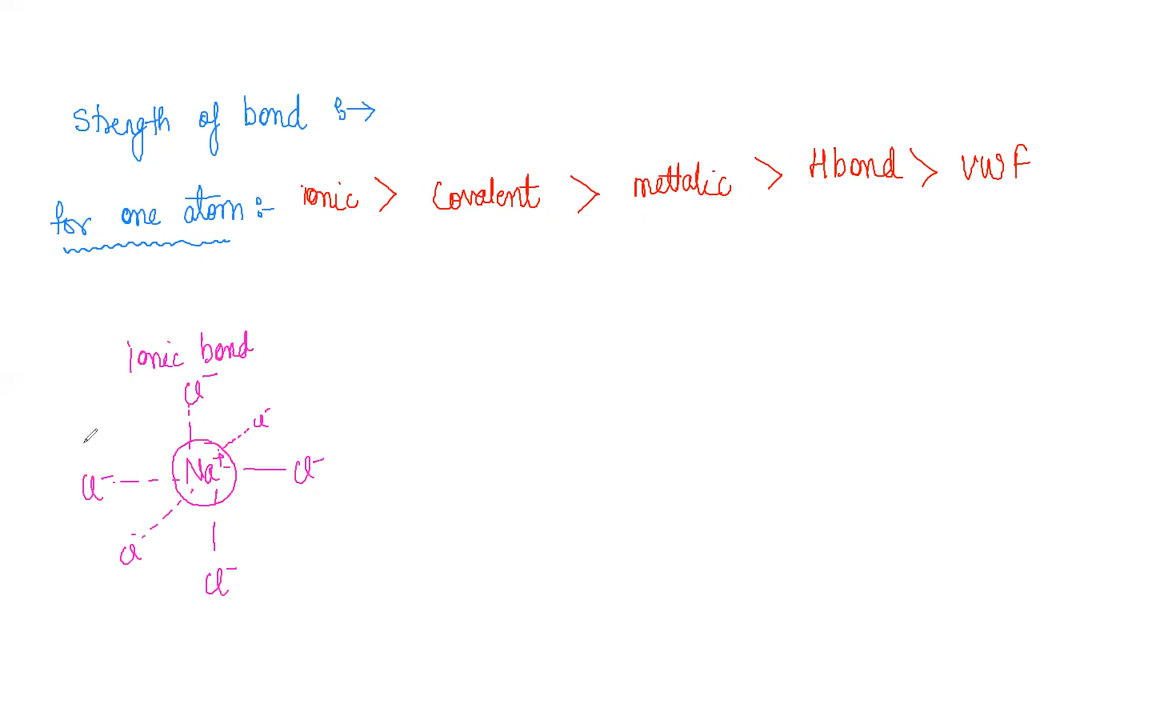 Strength of bond :→
for one atom :- ionic > Covalent > mettalic > H bond > VWF
ionic bond
Cl⁻
Cl⁻
Cl⁻ Na⁺ Cl⁻
Cl⁻
Cl⁻